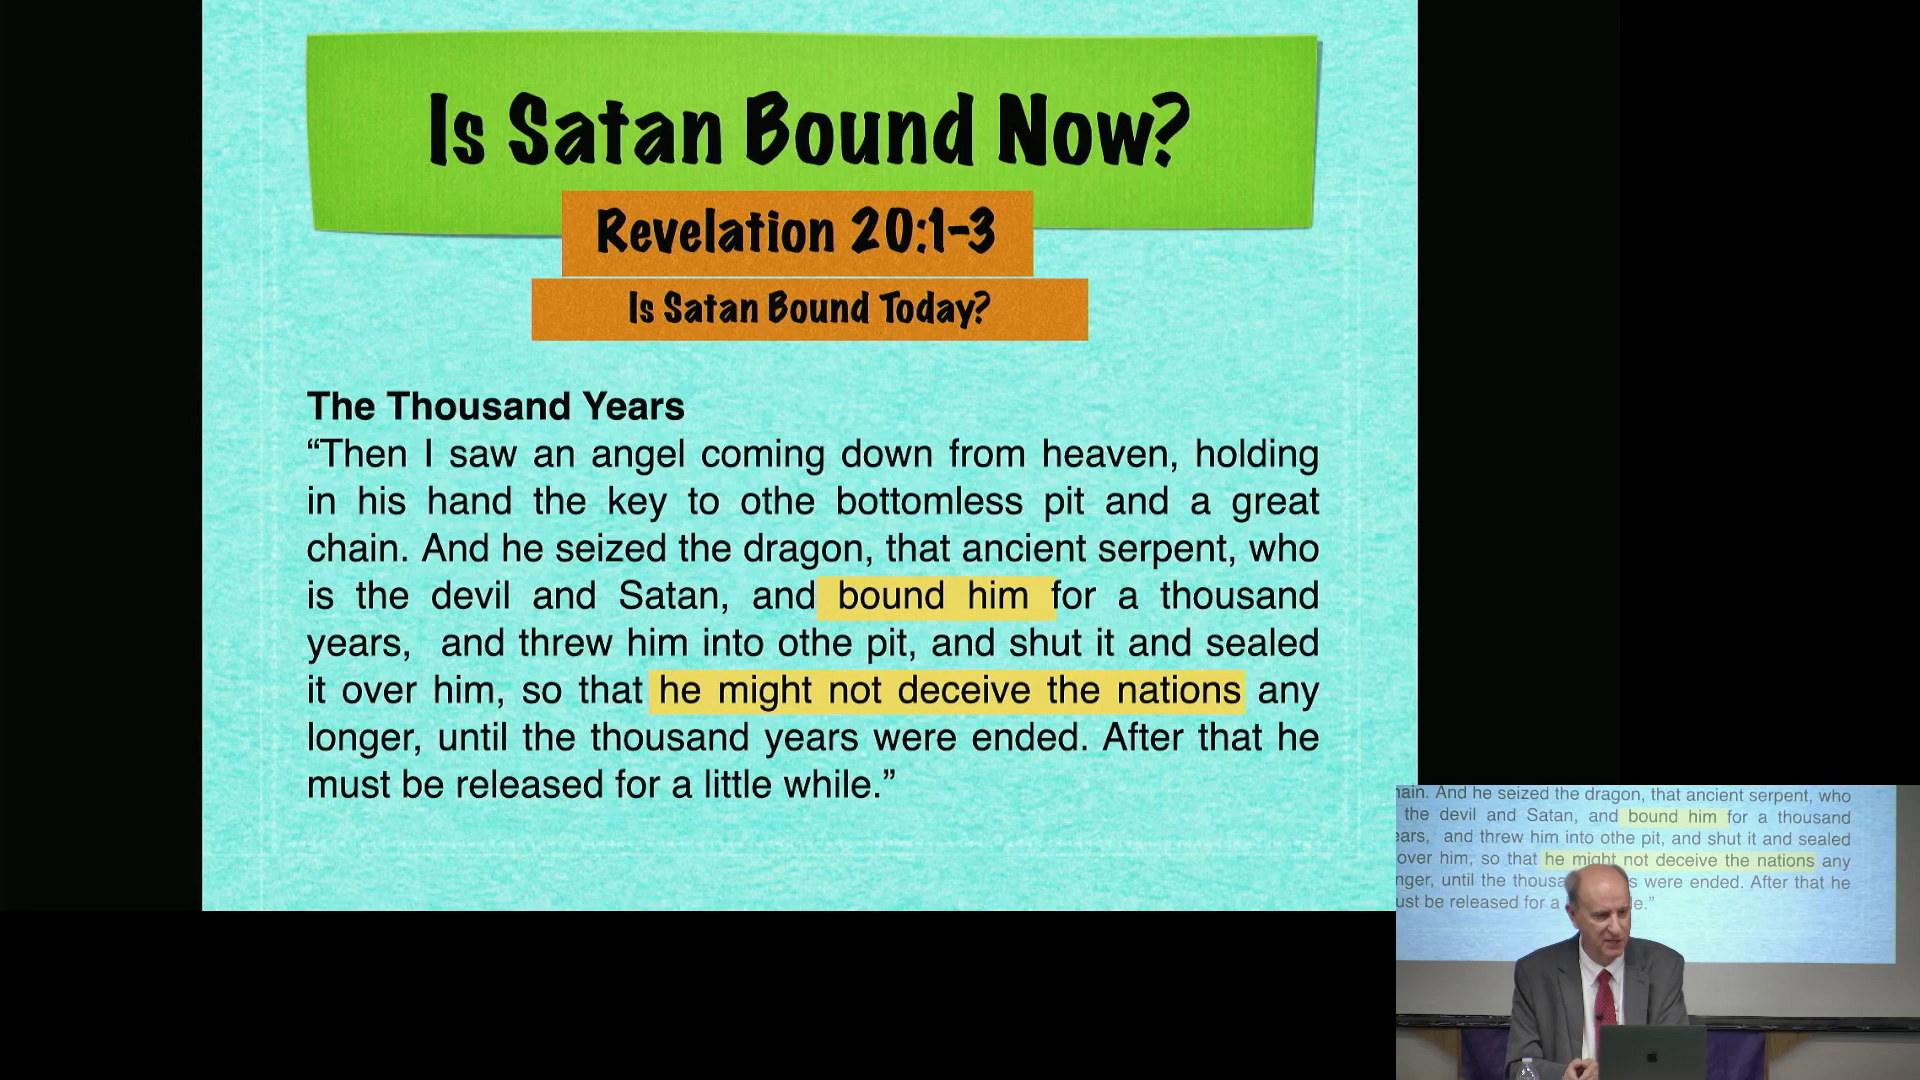 Is Satan Bound Now?
Revelation 20:1-3
Is Satan Bound Today?
The Thousand Years
“Then I saw an angel coming down from heaven, holding
in his hand the key to othe bottomless pit and a great
chain. And he seized the dragon, that ancient serpent, who
is the devil and Satan, and bound him for a thousand
years, and threw him into othe pit, and shut it and sealed
it over him, so that he might not deceive the nations any
longer, until the thousand years were ended. After that he
must be released for a little while.”
ain. And he seized the dragon, that ancient serpent, who
the devil and Satan, and bound him for a thousand
ears, and threw him into othe pit, and shut it and sealed
over him, so that he might not deceive the nations any
nger, until the thousa s were ended. After that he
ust be released for a le.”